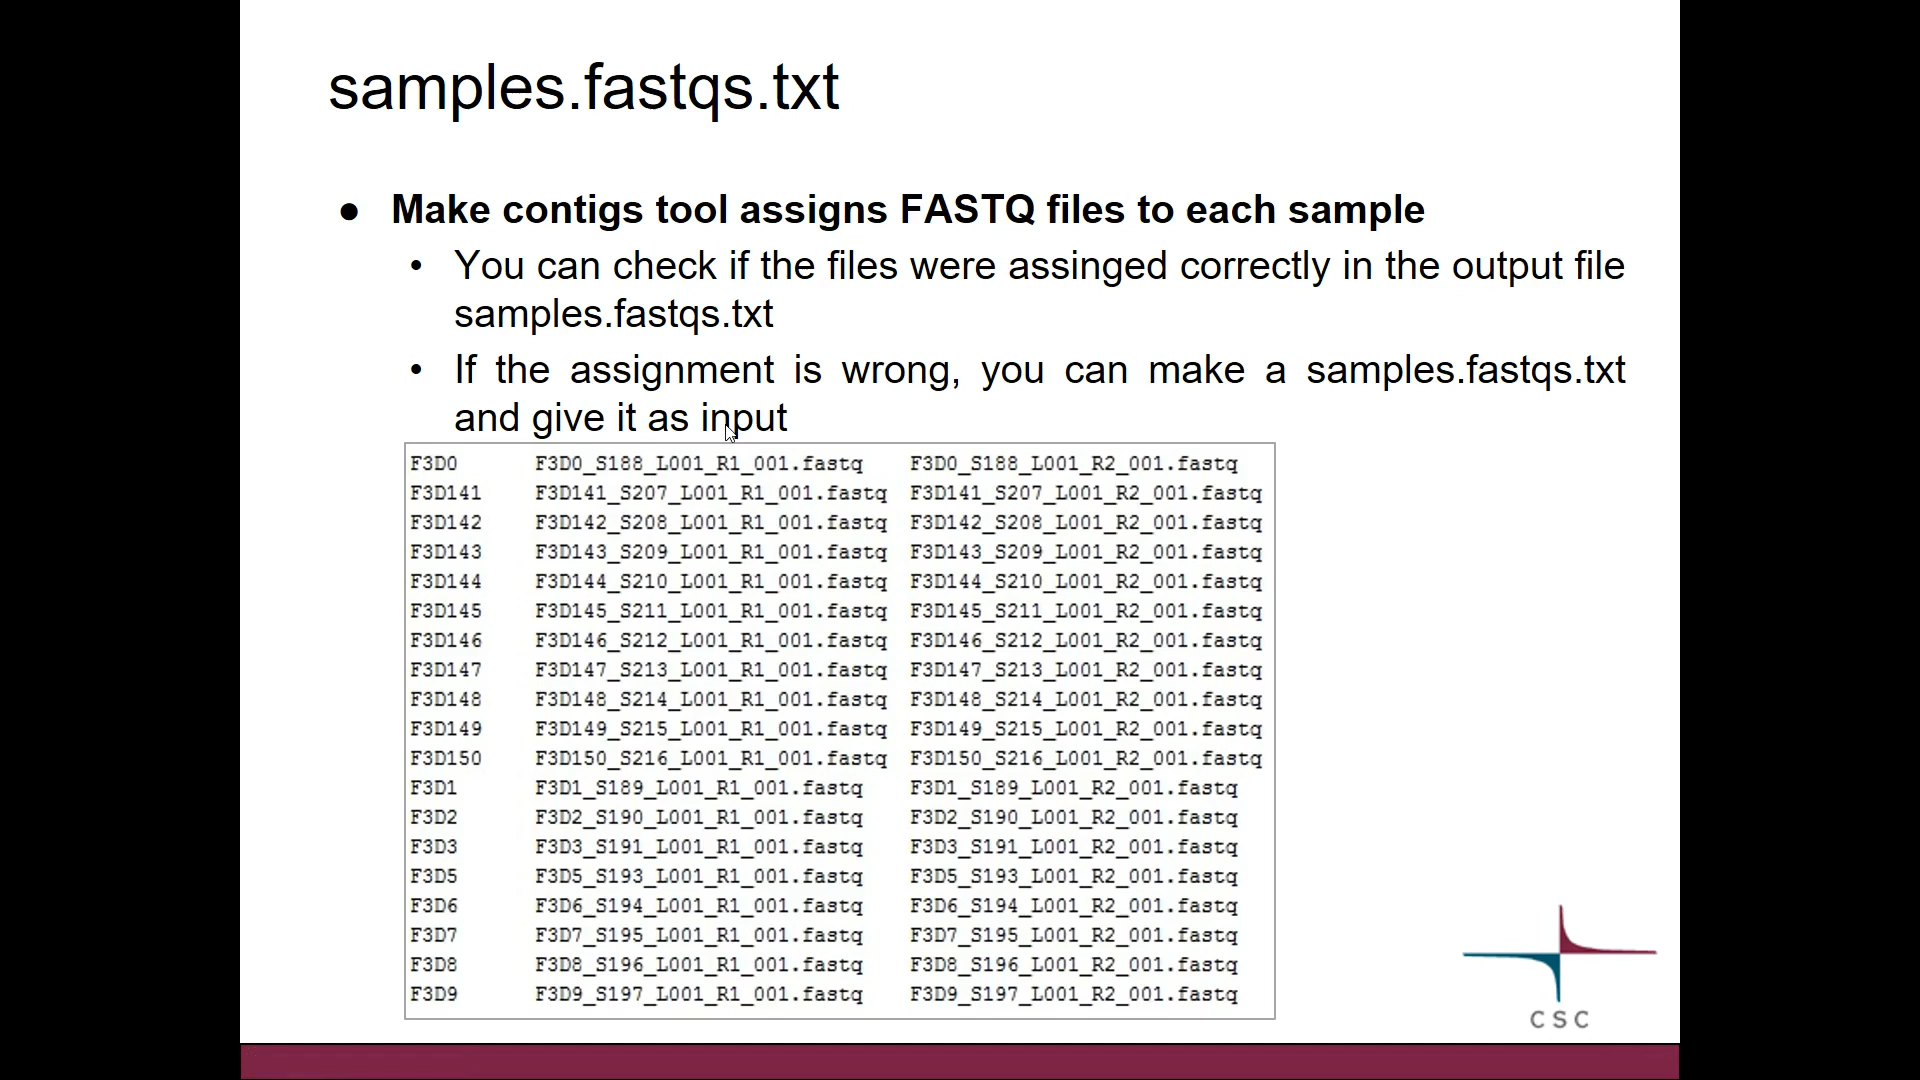 samples.fastqs.txt
● Make contigs tool assigns FASTQ files to each sample
• You can check if the files were assinged correctly in the output file
samples.fastqs.txt
• If the assignment is wrong, you can make a samples.fastqs.txt
and give it as input
F3D0 F3D0_S188_L001_R1_001.fastq F3D0_S188_L001_R2_001.fastq
F3D141 F3D141_S207_L001_R1_001.fastq F3D141_S207_L001_R2_001.fastq
F3D142 F3D142_S208_L001_R1_001.fastq F3D142_S208_L001_R2_001.fastq
F3D143 F3D143_S209_L001_R1_001.fastq F3D143_S209_L001_R2_001.fastq
F3D144 F3D144_S210_L001_R1_001.fastq F3D144_S210_L001_R2_001.fastq
F3D145 F3D145_S211_L001_R1_001.fastq F3D145_S211_L001_R2_001.fastq
F3D146 F3D146_S212_L001_R1_001.fastq F3D146_S212_L001_R2_001.fastq
F3D147 F3D147_S213_L001_R1_001.fastq F3D147_S213_L001_R2_001.fastq
F3D148 F3D148_S214_L001_R1_001.fastq F3D148_S214_L001_R2_001.fastq
F3D149 F3D149_S215_L001_R1_001.fastq F3D149_S215_L001_R2_001.fastq
F3D150 F3D150_S216_L001_R1_001.fastq F3D150_S216_L001_R2_001.fastq
F3D1 F3D1_S189_L001_R1_001.fastq F3D1_S189_L001_R2_001.fastq
F3D2 F3D2_S190_L001_R1_001.fastq F3D2_S190_L001_R2_001.fastq
F3D3 F3D3_S191_L001_R1_001.fastq F3D3_S191_L001_R2_001.fastq
F3D5 F3D5_S193_L001_R1_001.fastq F3D5_S193_L001_R2_001.fastq
F3D6 F3D6_S194_L001_R1_001.fastq F3D6_S194_L001_R2_001.fastq
F3D7 F3D7_S195_L001_R1_001.fastq F3D7_S195_L001_R2_001.fastq
F3D8 F3D8_S196_L001_R1_001.fastq F3D8_S196_L001_R2_001.fastq
F3D9 F3D9_S197_L001_R1_001.fastq F3D9_S197_L001_R2_001.fastq
CSC